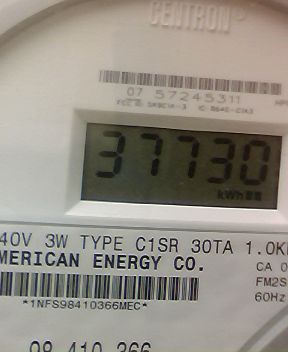 CENTRON®
07 57245311
37730
kWh
40V 3W TYPE C1SR 30TA 1.0K
MERICAN ENERGY CO.
CA 0
FM2S
*1NFS98410366MEC*
60Hz
98 410 366